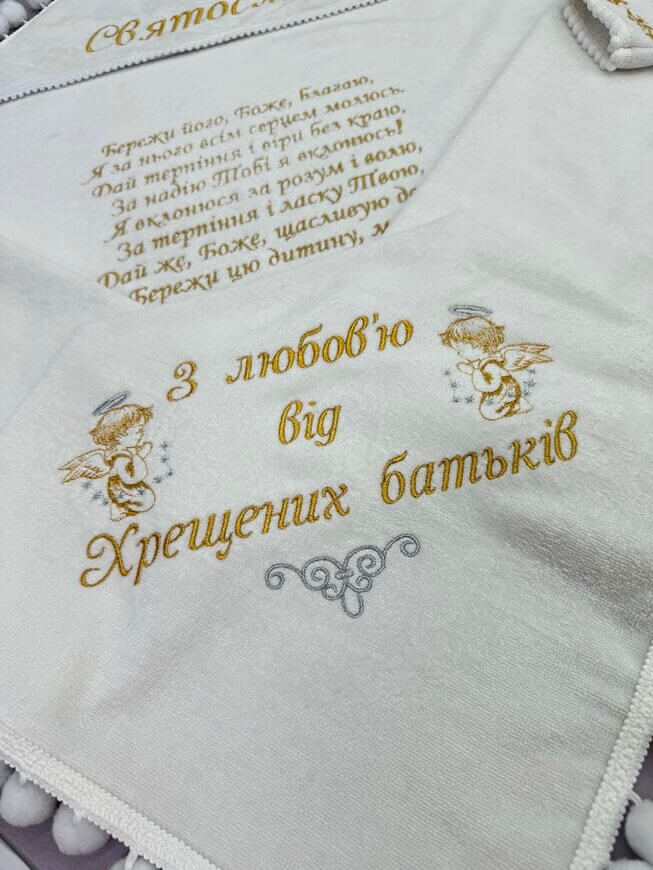 Бережи його, Боже, благаю,
Я за нього всім серцем молюсь.
Дай терпіння і віри без краю,
За надію Тобі я вклонюсь!
Я вклонюся за розум і волю,
За терпіння і ласку Твою,
Дай же, Боже, щасливую
Бережи цю дитину,
З любов'ю
від
Хрещених батьків